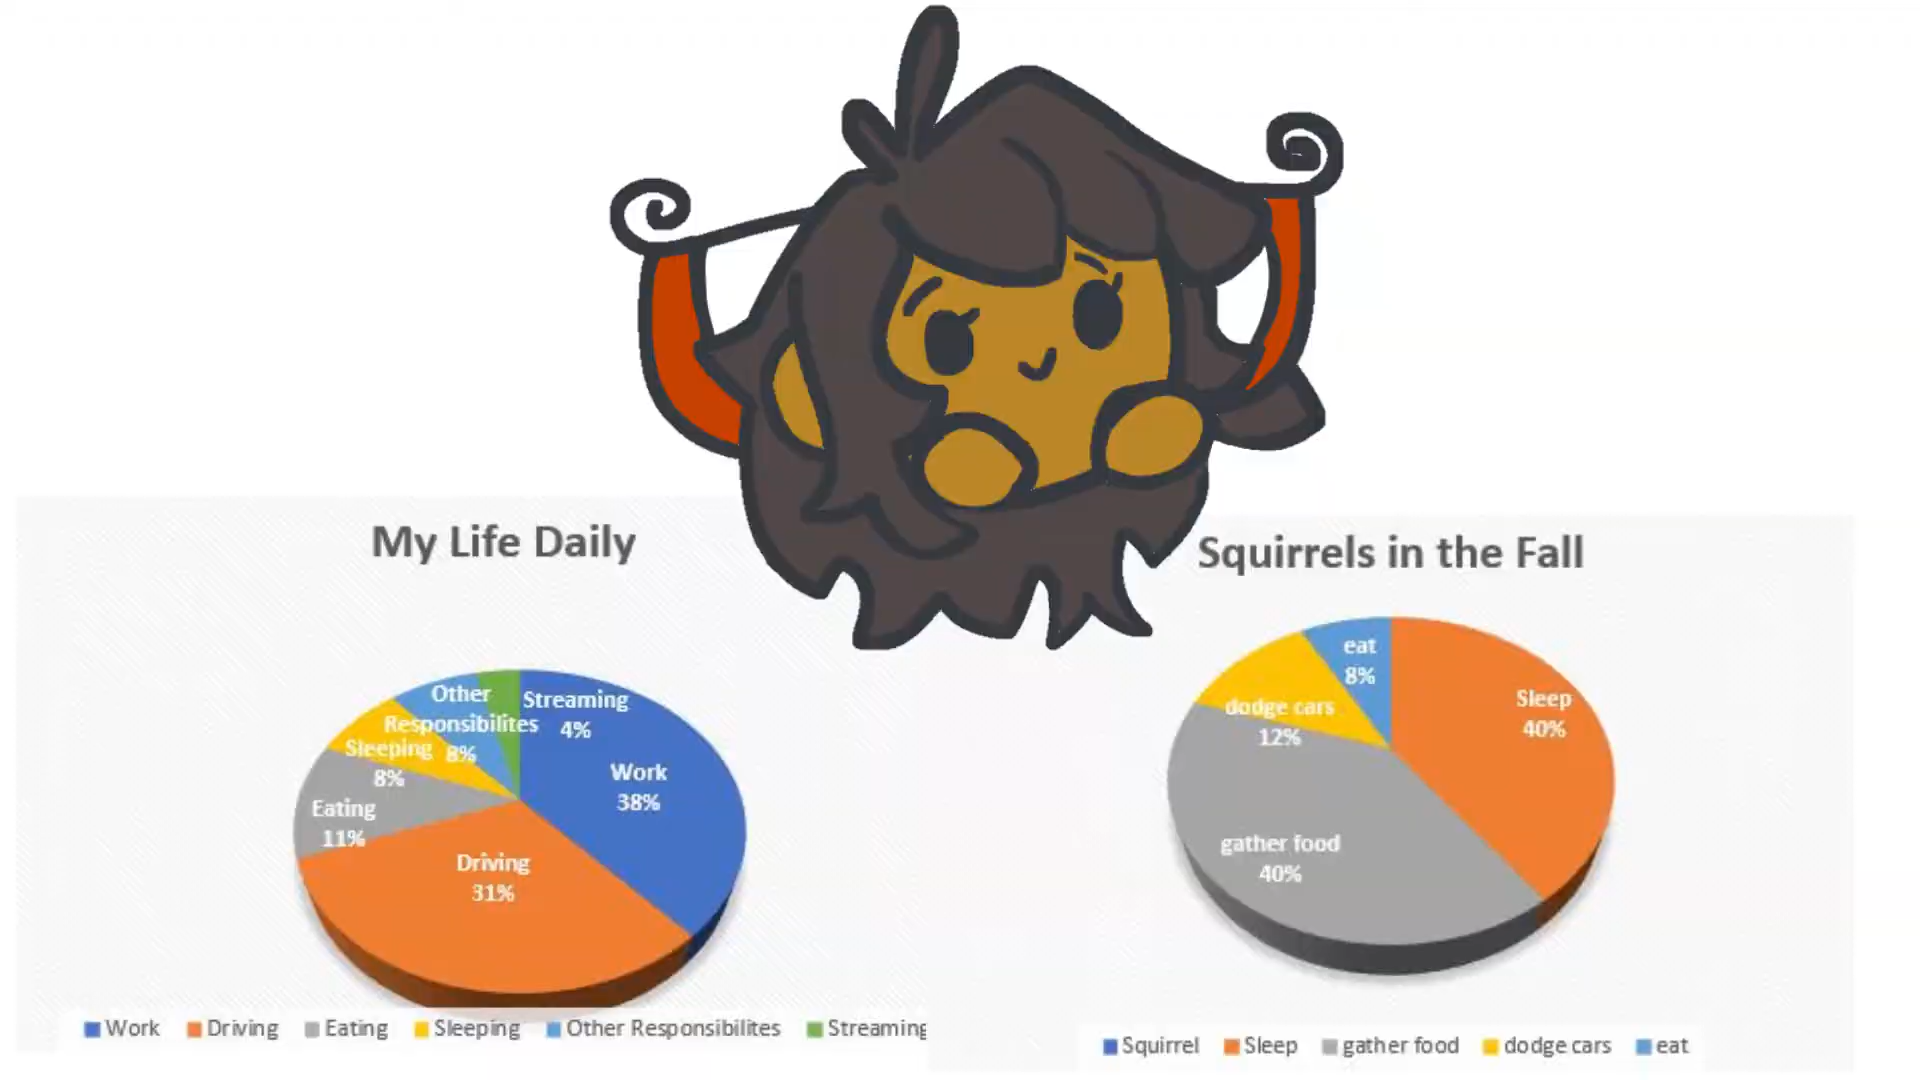 My Life Daily
Streaming
4%
Work
38%
Driving
31%
Eating
11%
Sleeping
8%
Other
Responsibilites
8%
Work Driving Eating Sleeping Other Responsibilites Streaming
Squirrels in the Fall
eat
8%
Sleep
40%
dodge cars
12%
gather food
40%
Squirrel Sleep gather food dodge cars eat